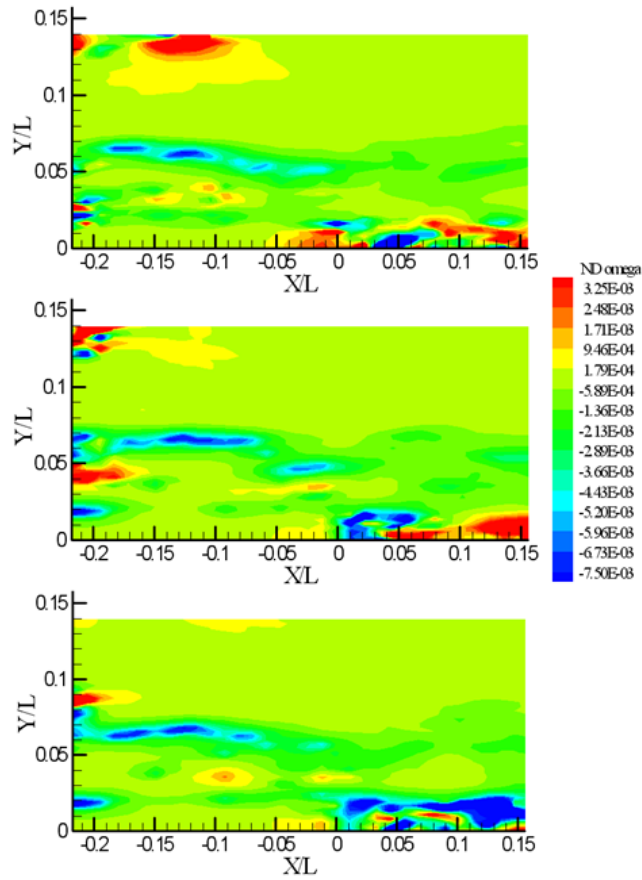 0.15
0.1
0.05
0
Y/L
-0.2 -0.15 -0.1 -0.05 0 0.05 0.1 0.15
X/L
ND omega
3.25E-03
2.48E-03
1.71E-03
9.46E-04
1.79E-04
-5.89E-04
-1.36E-03
-2.13E-03
-2.89E-03
-3.66E-03
-4.43E-03
-5.20E-03
-5.96E-03
-6.73E-03
-7.50E-03
0.15
0.1
0.05
0
Y/L
-0.2 -0.15 -0.1 -0.05 0 0.05 0.1 0.15
X/L
0.15
0.1
0.05
0
Y/L
-0.2 -0.15 -0.1 -0.05 0 0.05 0.1 0.15
X/L